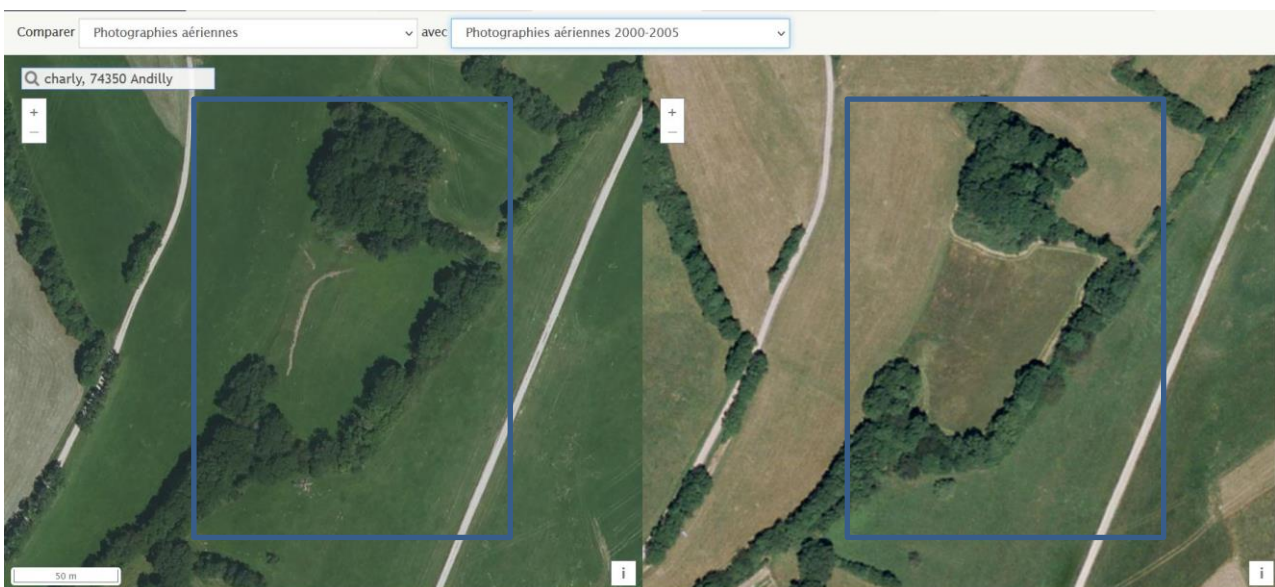 Comparer Photographies aériennes avec Photographies aériennes 2000-2005
charly, 74350 Andilly
+
–
+
–
50 m
i
i